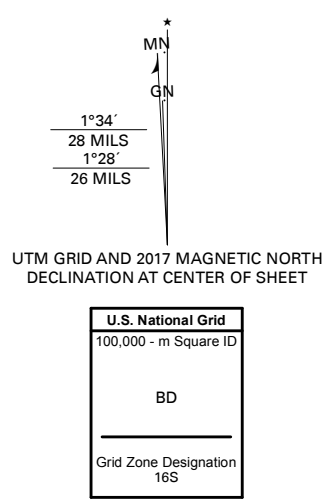 ★
MN
GN
1°34´
28 MILS
1°28´
26 MILS
UTM GRID AND 2017 MAGNETIC NORTH
DECLINATION AT CENTER OF SHEET
U.S. National Grid
100,000 - m Square ID
BD
Grid Zone Designation
16S